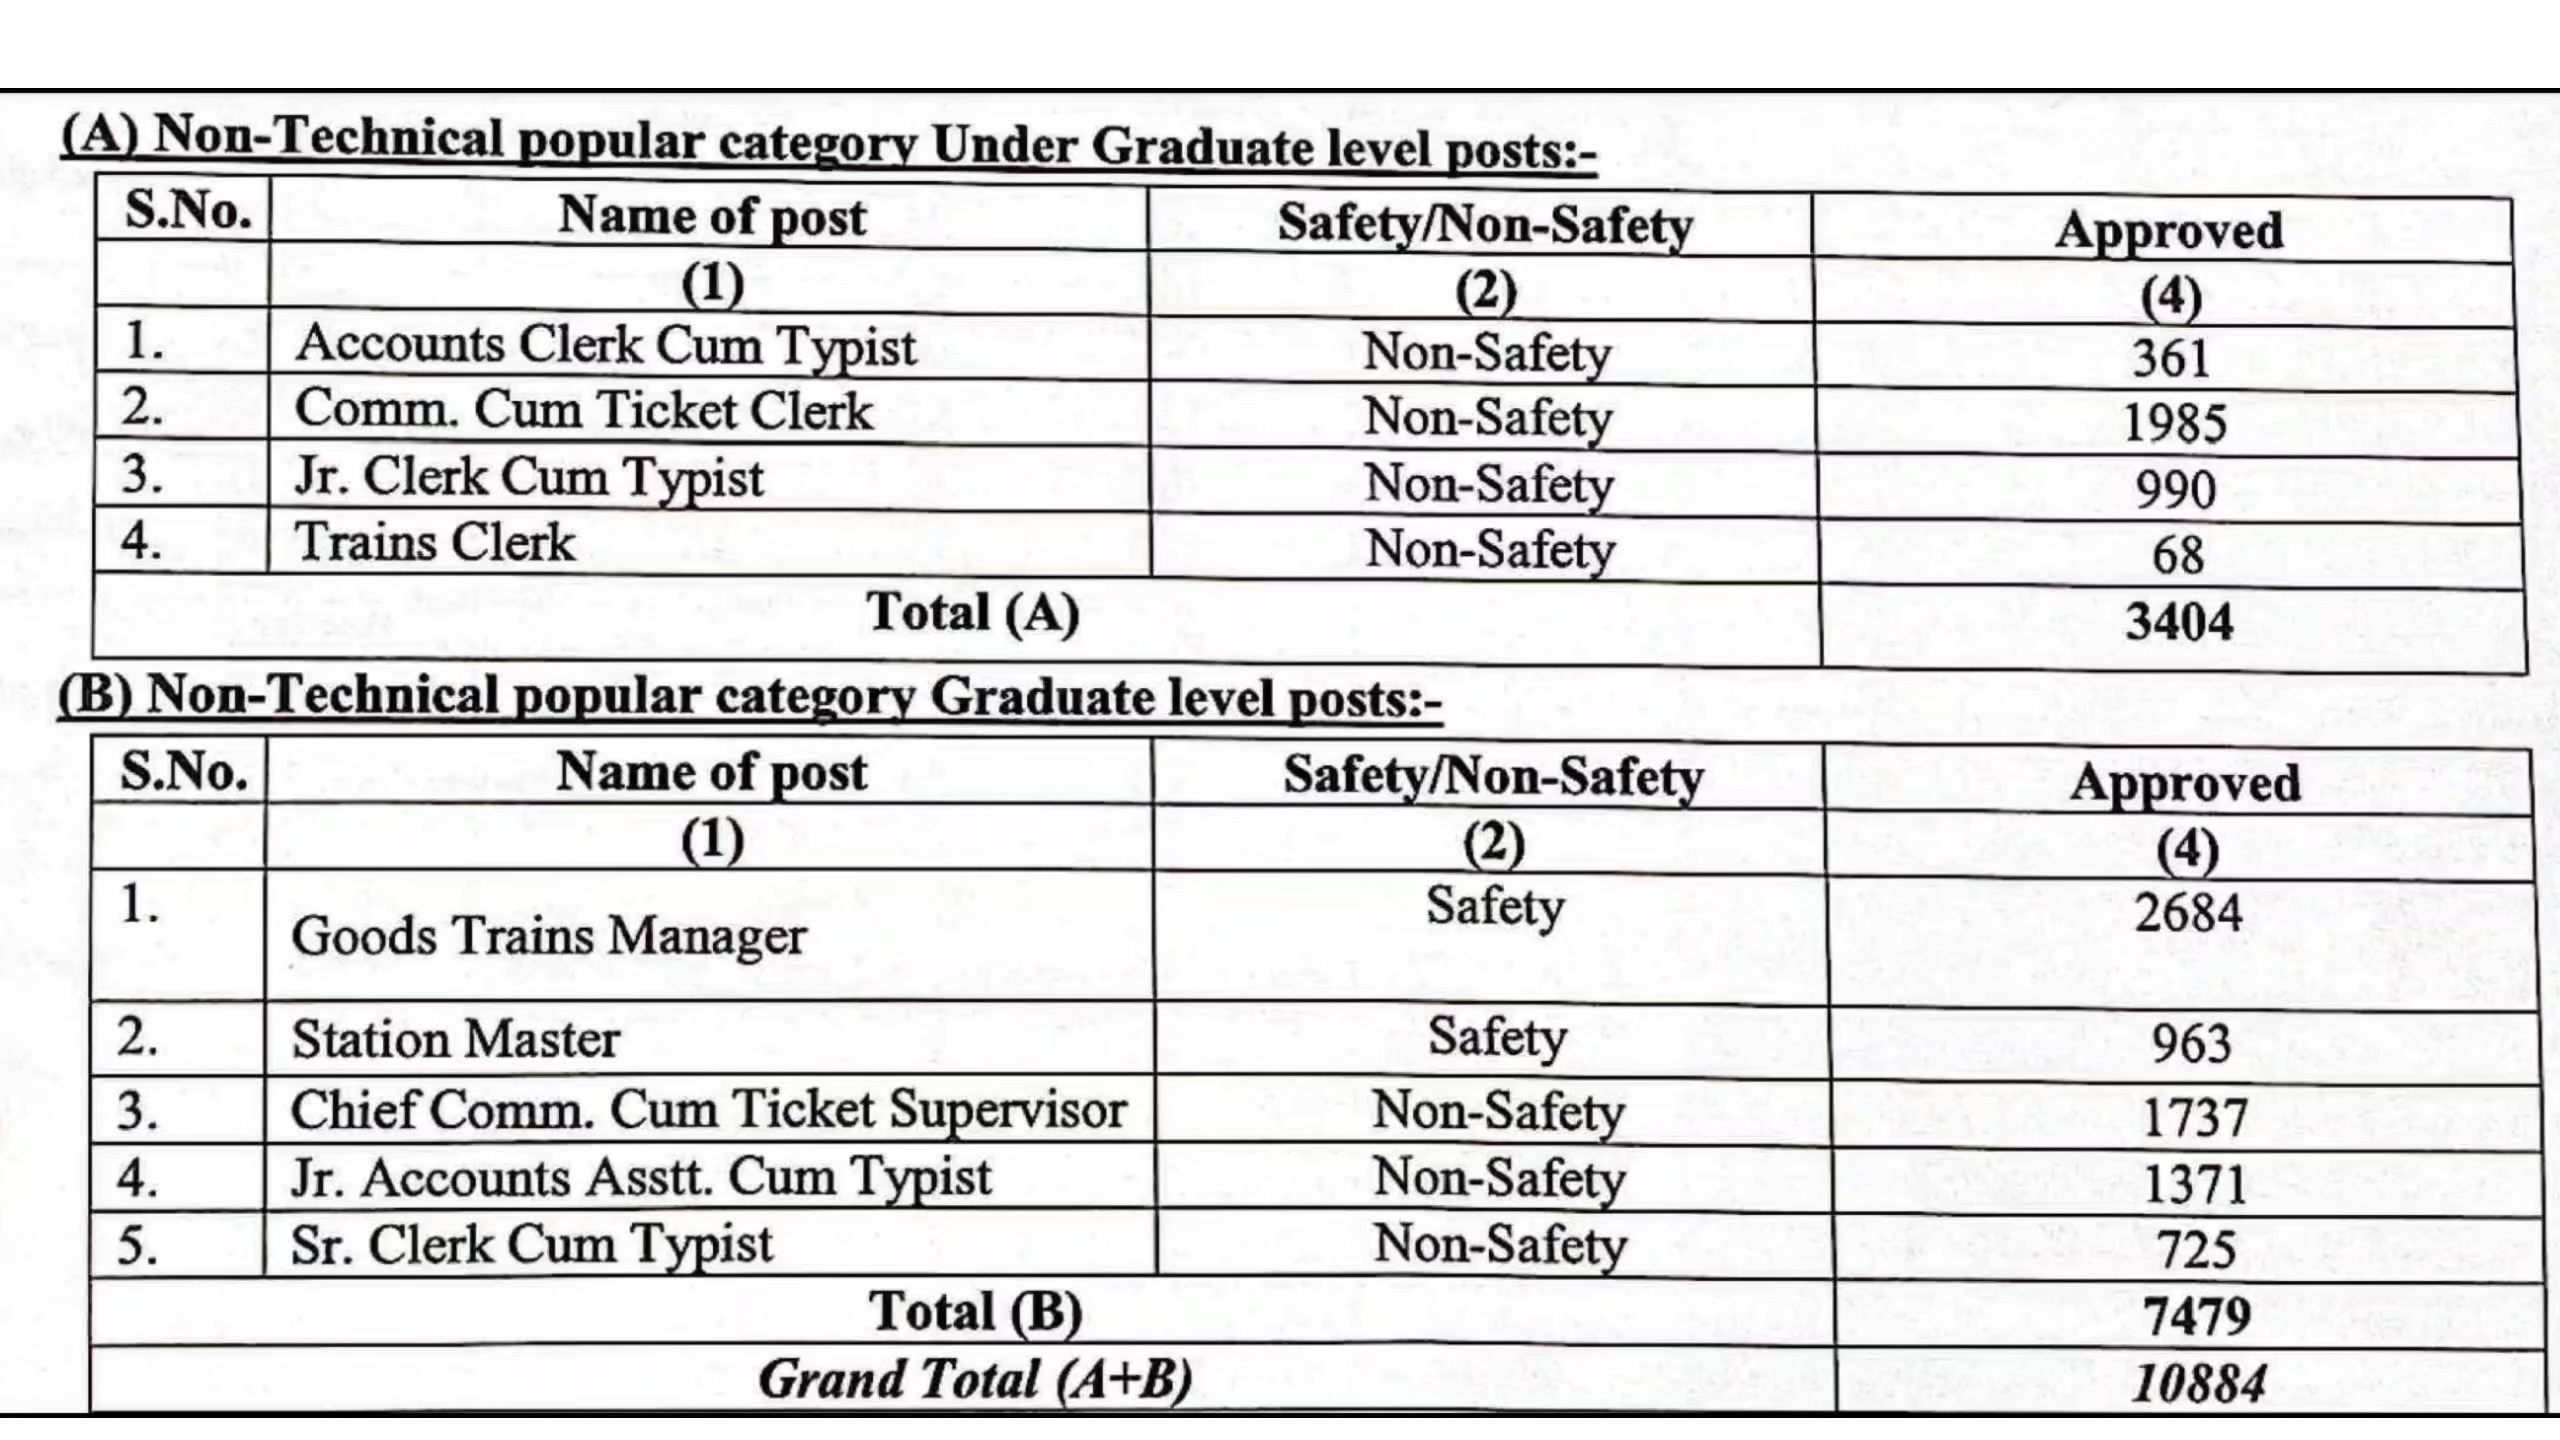 (A) Non-Technical popular category Under Graduate level posts:-
S.No. Name of post Safety/Non-Safety Approved
(1) (2) (4)
1. Accounts Clerk Cum Typist Non-Safety 361
2. Comm. Cum Ticket Clerk Non-Safety 1985
3. Jr. Clerk Cum Typist Non-Safety 990
4. Trains Clerk Non-Safety 68
Total (A) 3404
(B) Non-Technical popular category Graduate level posts:-
S.No. Name of post Safety/Non-Safety Approved
(1) (2) (4)
1. Goods Trains Manager Safety 2684
2. Station Master Safety 963
3. Chief Comm. Cum Ticket Supervisor Non-Safety 1737
4. Jr. Accounts Asstt. Cum Typist Non-Safety 1371
5. Sr. Clerk Cum Typist Non-Safety 725
Total (B) 7479
Grand Total (A+B) 10884